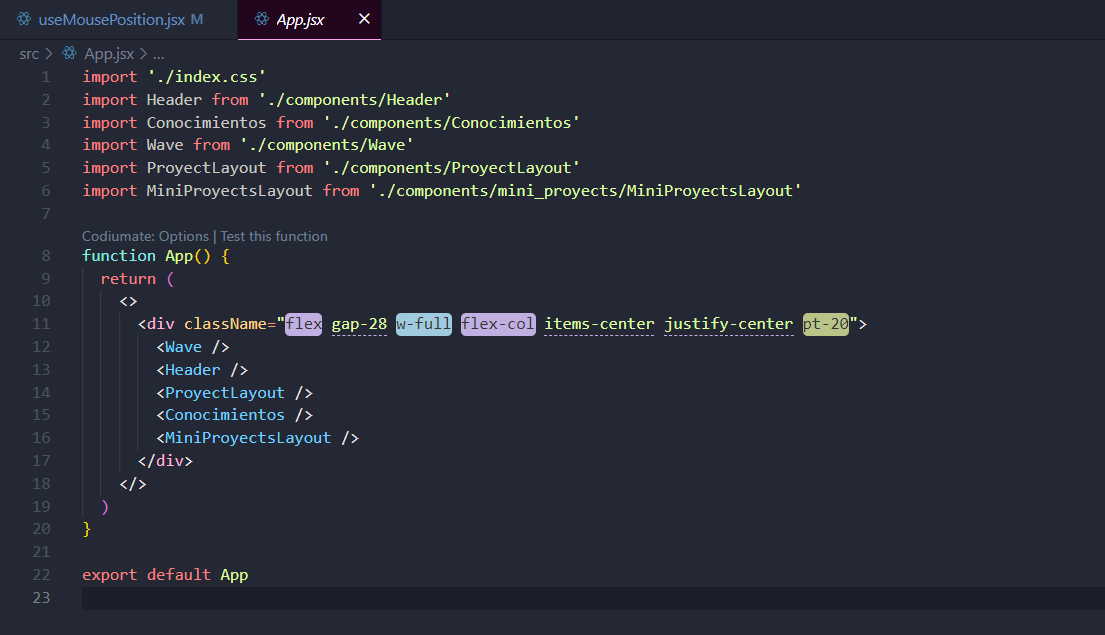 useMousePosition.jsx M App.jsx ✕
src > App.jsx > ...
1 import './index.css'
2 import Header from './components/Header'
3 import Conocimientos from './components/Conocimientos'
4 import Wave from './components/Wave'
5 import ProyectLayout from './components/ProyectLayout'
6 import MiniProyectsLayout from './components/mini_proyects/MiniProyectsLayout'
7
Codiumate: Options | Test this function
8 function App() {
9   return (
10     <>
11       <div className="flex gap-28 w-full flex-col items-center justify-center pt-20">
12         <Wave />
13         <Header />
14         <ProyectLayout />
15         <Conocimientos />
16         <MiniProyectsLayout />
17       </div>
18     </>
19   )
20 }
21
22 export default App
23